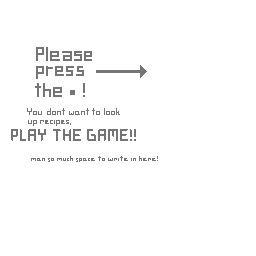 Please
press
the ▪ !
You dont want to look
up recipes,
PLAY THE GAME!!
man so much space to write in here!